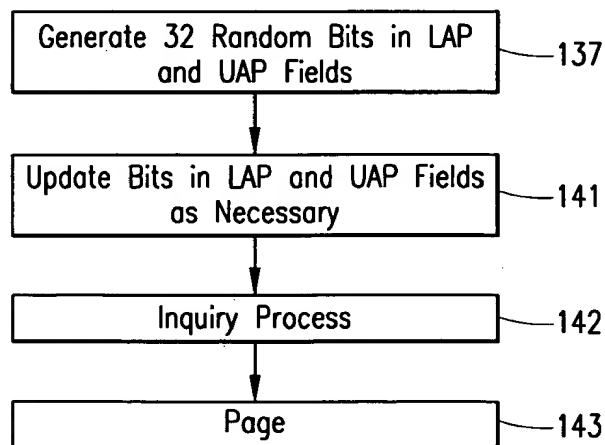 Generate 32 Random Bits in LAP
and UAP Fields
137
Update Bits in LAP and UAP Fields
as Necessary
141
Inquiry Process
142
Page
143